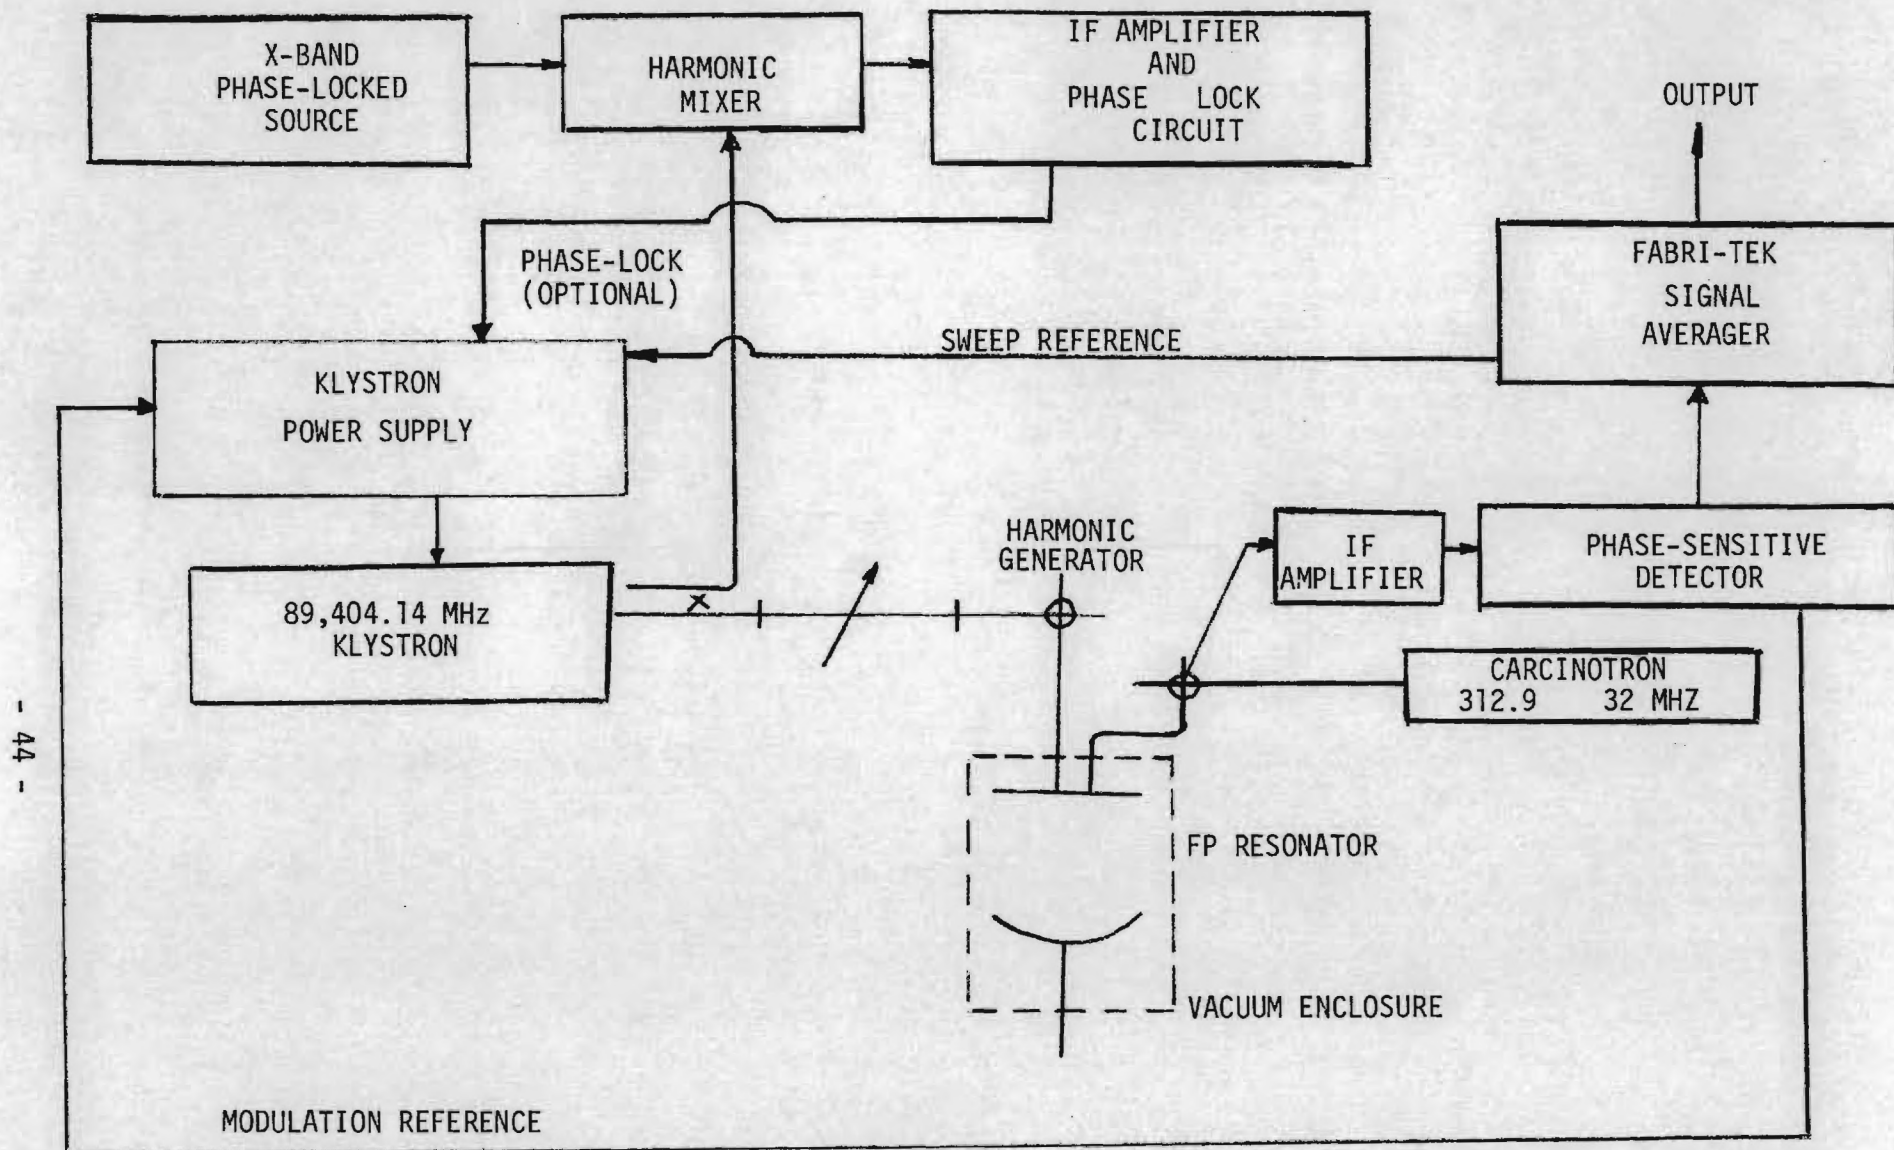 X-BAND
PHASE-LOCKED
SOURCE
HARMONIC
MIXER
IF AMPLIFIER
AND
PHASE LOCK
CIRCUIT
OUTPUT
PHASE-LOCK
(OPTIONAL)
FABRI-TEK
SIGNAL
AVERAGER
SWEEP REFERENCE
KLYSTRON
POWER SUPPLY
HARMONIC
GENERATOR
IF
AMPLIFIER
PHASE-SENSITIVE
DETECTOR
89,404.14 MHz
KLYSTRON
CARCINOTRON
312.9 32 MHZ
FP RESONATOR
VACUUM ENCLOSURE
MODULATION REFERENCE
- 44 -